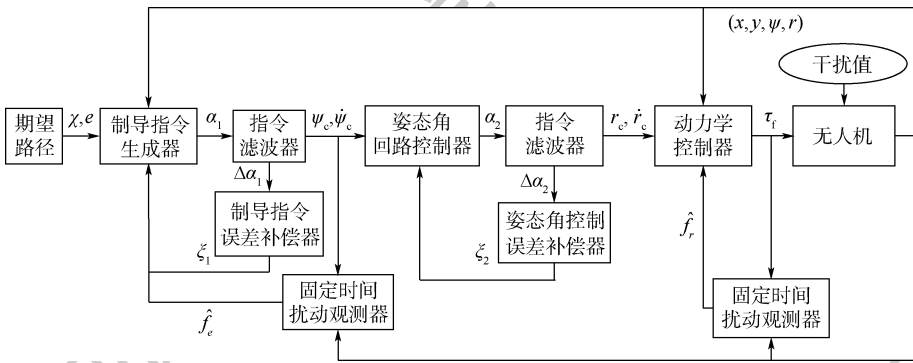 (x, y, ψ, r)
干扰值
期望
路径
χ, e
制导指令
生成器
α₁
指令
滤波器
ψ_c, ψ̇_c
姿态角
回路控制器
α₂
指令
滤波器
r_c, ṙ_c
动力学
控制器
τ_f
无人机
Δα₁
制导指令
误差补偿器
ξ₁
Δα₂
姿态角控制
误差补偿器
ξ₂
f̂_r
固定时间
扰动观测器
f̂_e
固定时间
扰动观测器